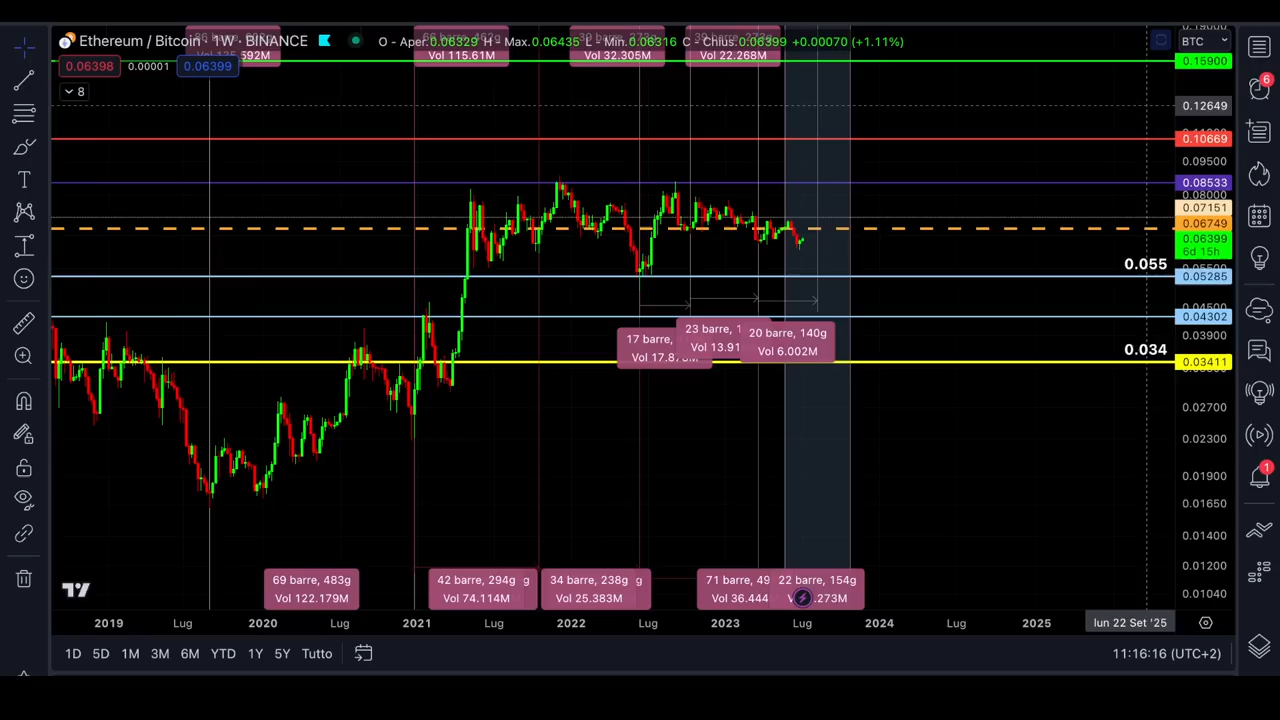 Ethereum / Bitcoin · 1W · BINANCE O - Aper.0.06329 H - Max.0.06435 L - Min.0.06316 C - Chius.0.06399 +0.00070 (+1.11%)
BTC
Vol 115.61M
Vol 32.305M
Vol 22.268M
0.06398 0.00001 0.06399
0.15900
8
0.12649
0.10669
0.09500
0.08533
0.08000
0.07151
0.06749
0.06399
6d 15h
0.055
0.05285
0.04500
0.04302
0.03900
0.034
0.03411
17 barre,
Vol 17.87
23 barre, 1
Vol 13.91
20 barre, 140g
Vol 6.002M
0.02700
0.02300
0.01900
0.01650
0.01400
0.01200
0.01040
69 barre, 483g
Vol 122.179M
42 barre, 294g g
Vol 74.114M
34 barre, 238g g
Vol 25.383M
71 barre, 49
Vol 36.444
22 barre, 154g
.273M
2019 Lug 2020 Lug 2021 Lug 2022 Lug 2023 Lug 2024 Lug 2025 lun 22 Set '25
1D 5D 1M 3M 6M YTD 1Y 5Y Tutto
11:16:16 (UTC+2)
6
1